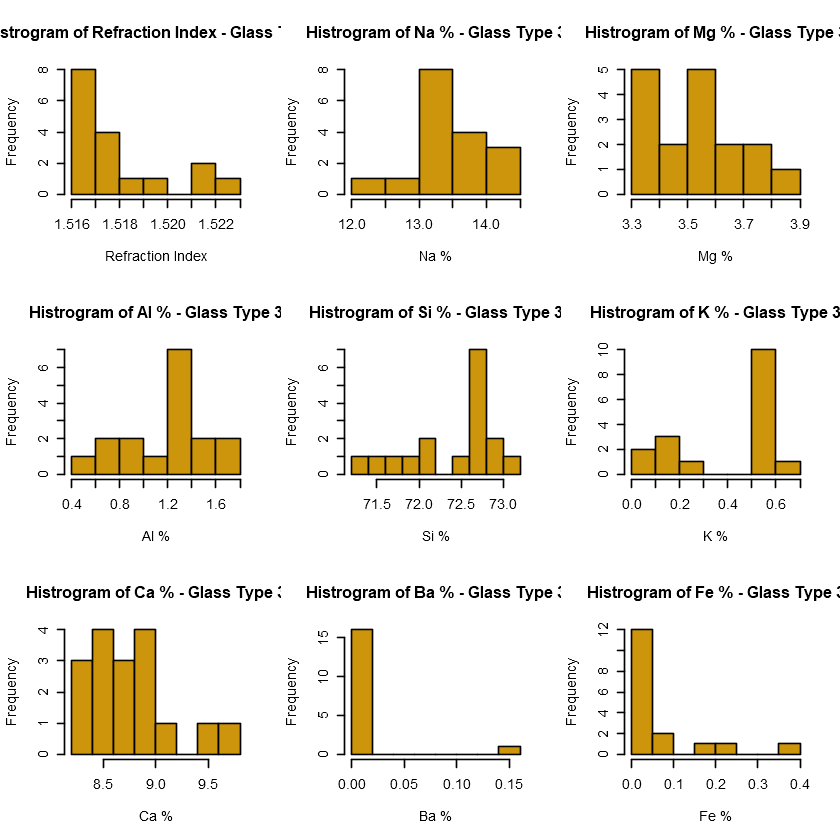 strogram of Refraction Index - Glass
Frequency
0 2 4 6 8
1.516 1.518 1.520 1.522
Refraction Index
Histrogram of Na % - Glass Type
Frequency
0 2 4 6 8
12.0 13.0 14.0
Na %
Histrogram of Mg % - Glass Type
Frequency
0 1 2 3 4 5
3.3 3.5 3.7 3.9
Mg %
Histrogram of Al % - Glass Type 3
Frequency
0 2 4 6
0.4 0.8 1.2 1.6
Al %
Histrogram of Si % - Glass Type 3
Frequency
0 2 4 6
71.5 72.0 72.5 73.0
Si %
Histrogram of K % - Glass Type 3
Frequency
0 2 4 6 8 10
0.0 0.2 0.4 0.6
K %
Histrogram of Ca % - Glass Type
Frequency
0 1 2 3 4
8.5 9.0 9.5
Ca %
Histrogram of Ba % - Glass Type
Frequency
0 5 10 15
0.00 0.05 0.10 0.15
Ba %
Histrogram of Fe % - Glass Type
Frequency
0 2 4 6 8 12
0.0 0.1 0.2 0.3 0.4
Fe %